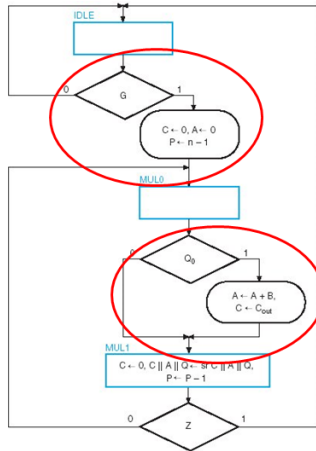 IDLE
0
G
1
C ← 0, A ← 0
P ← n – 1
MUL0
0
Q₀
1
A ← A + B,
C ← Cout
MUL1
C ← 0, C || A || Q ← sr C || A || Q,
P ← P – 1
0
Z
1